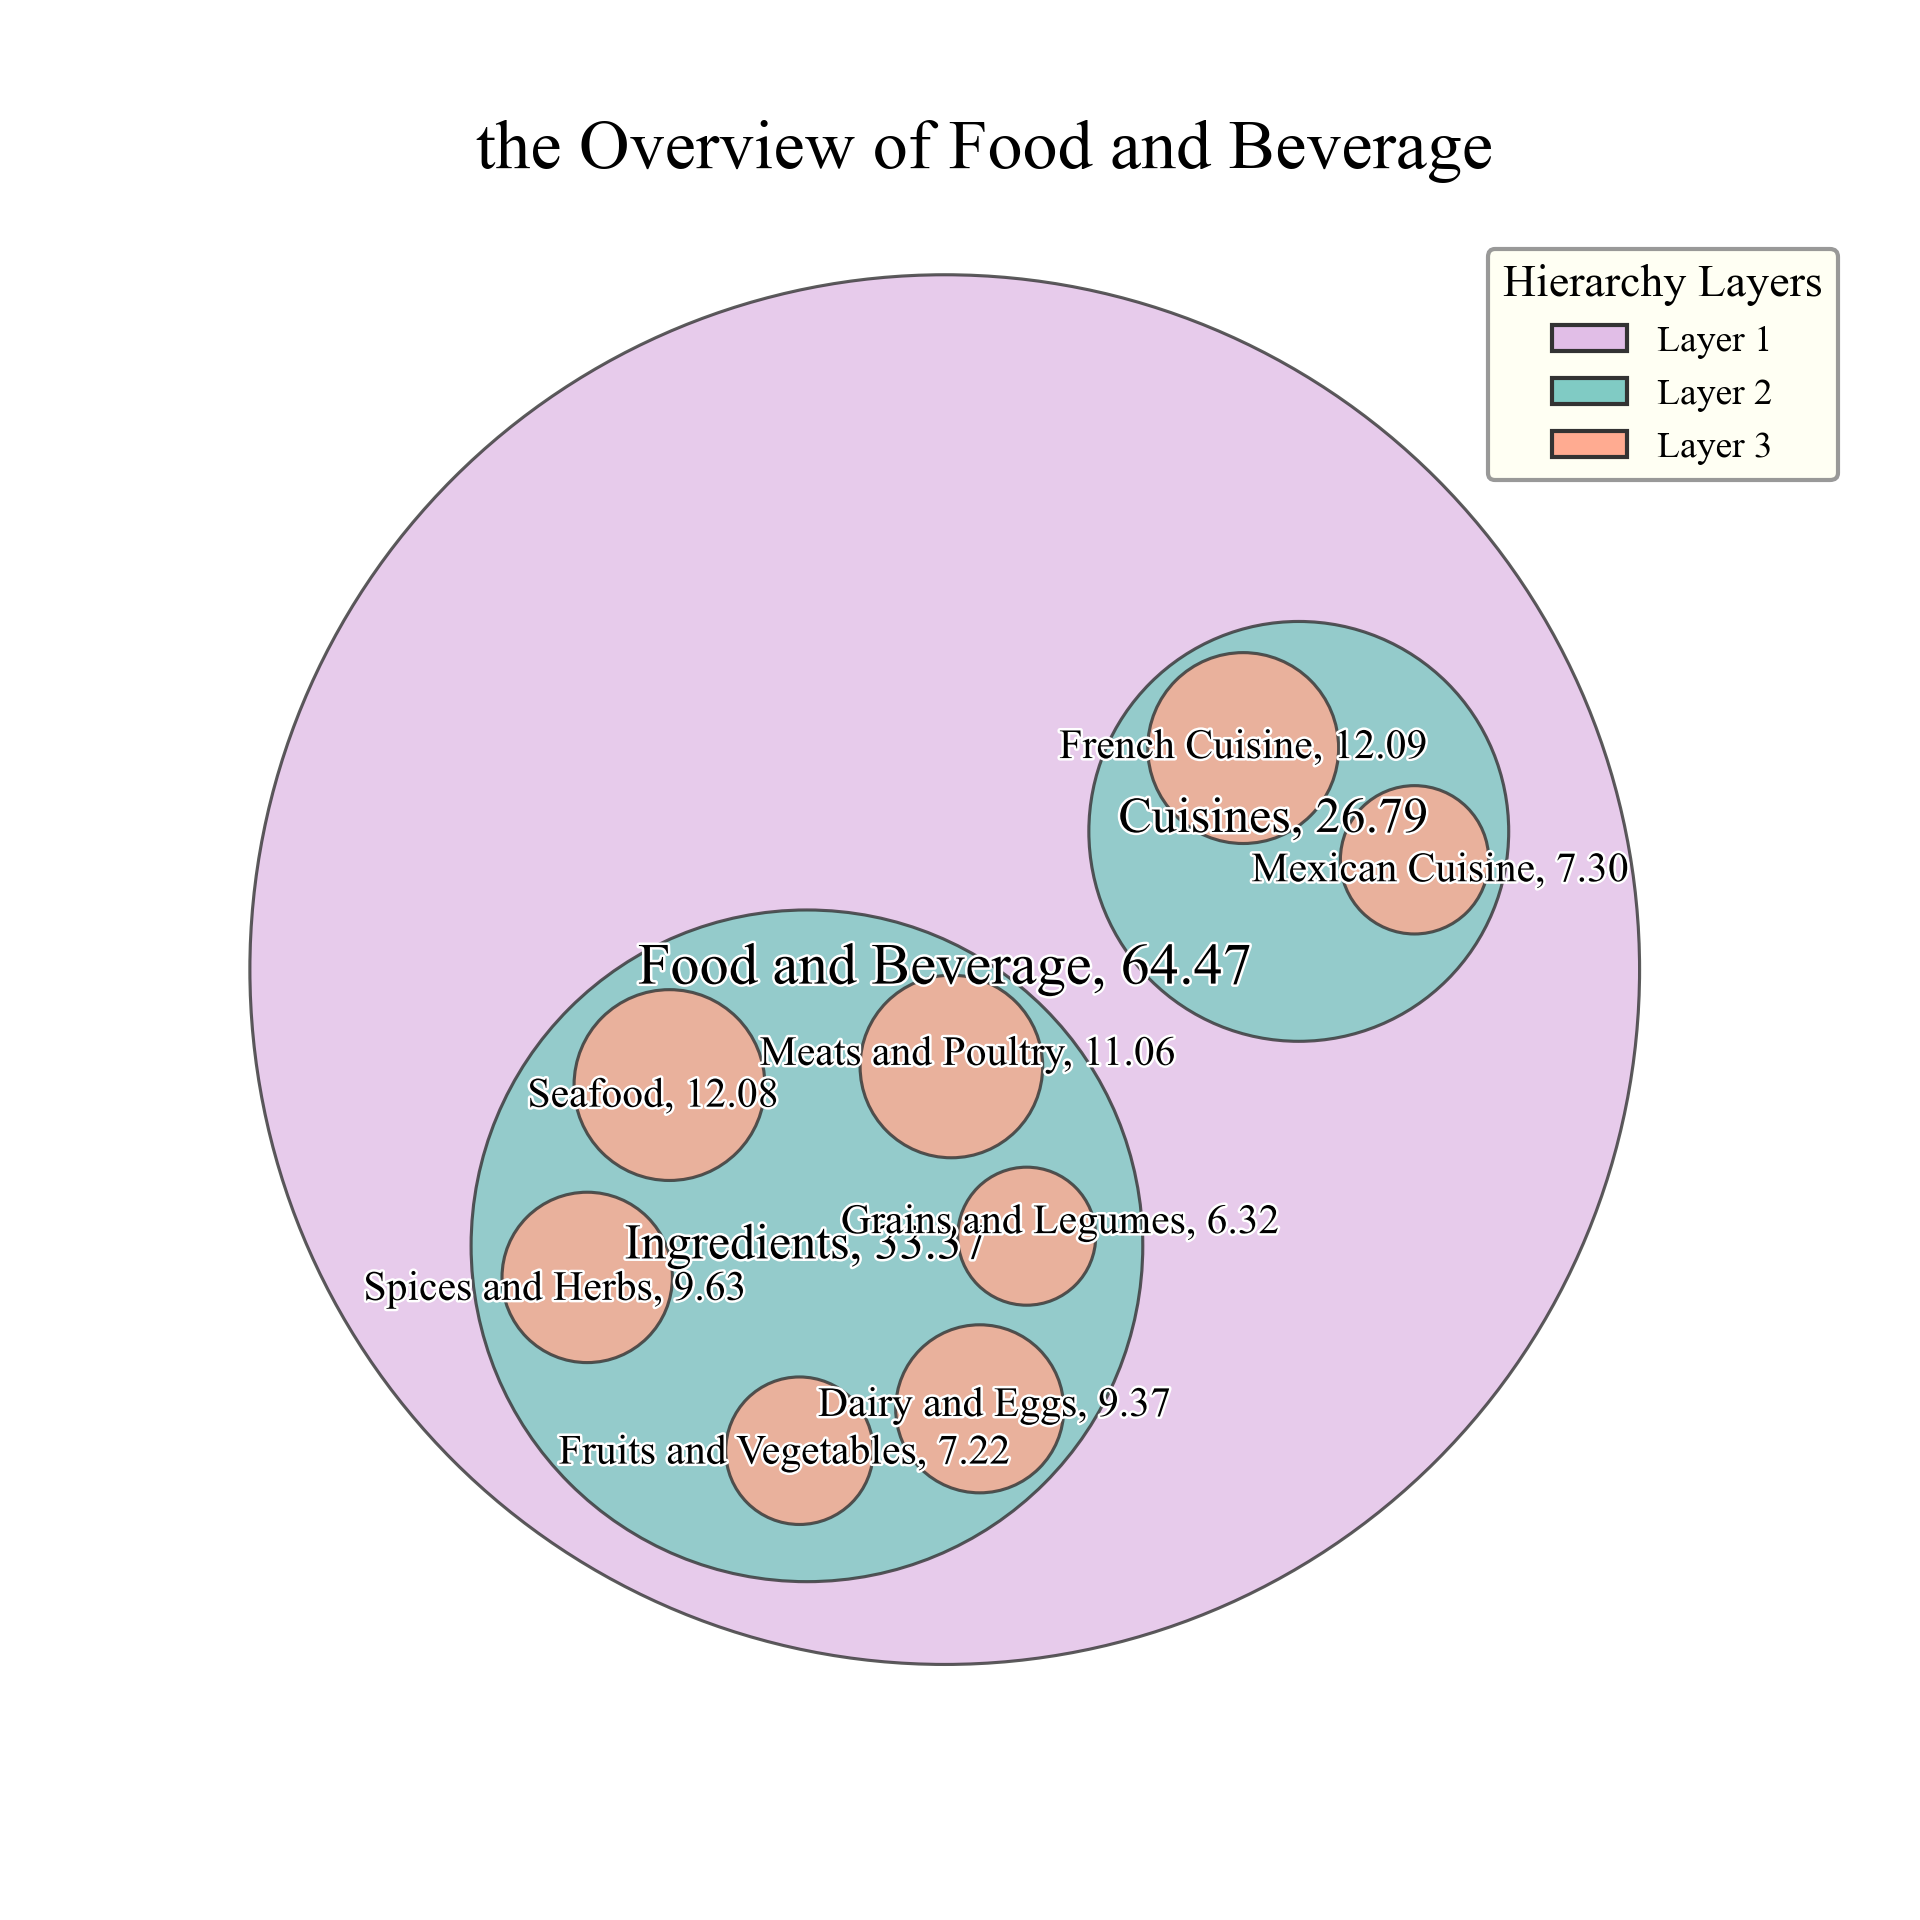 the Overview of Food and Beverage
Hierarchy Layers
Layer 1
Layer 2
Layer 3
French Cuisine, 12.09
Cuisines, 26.79
Mexican Cuisine, 7.30
Food and Beverage, 64.47
Meats and Poultry, 11.06
Seafood, 12.08
Grains and Legumes, 6.32
Ingredients, 53.37
Spices and Herbs, 9.63
Dairy and Eggs, 9.37
Fruits and Vegetables, 7.22